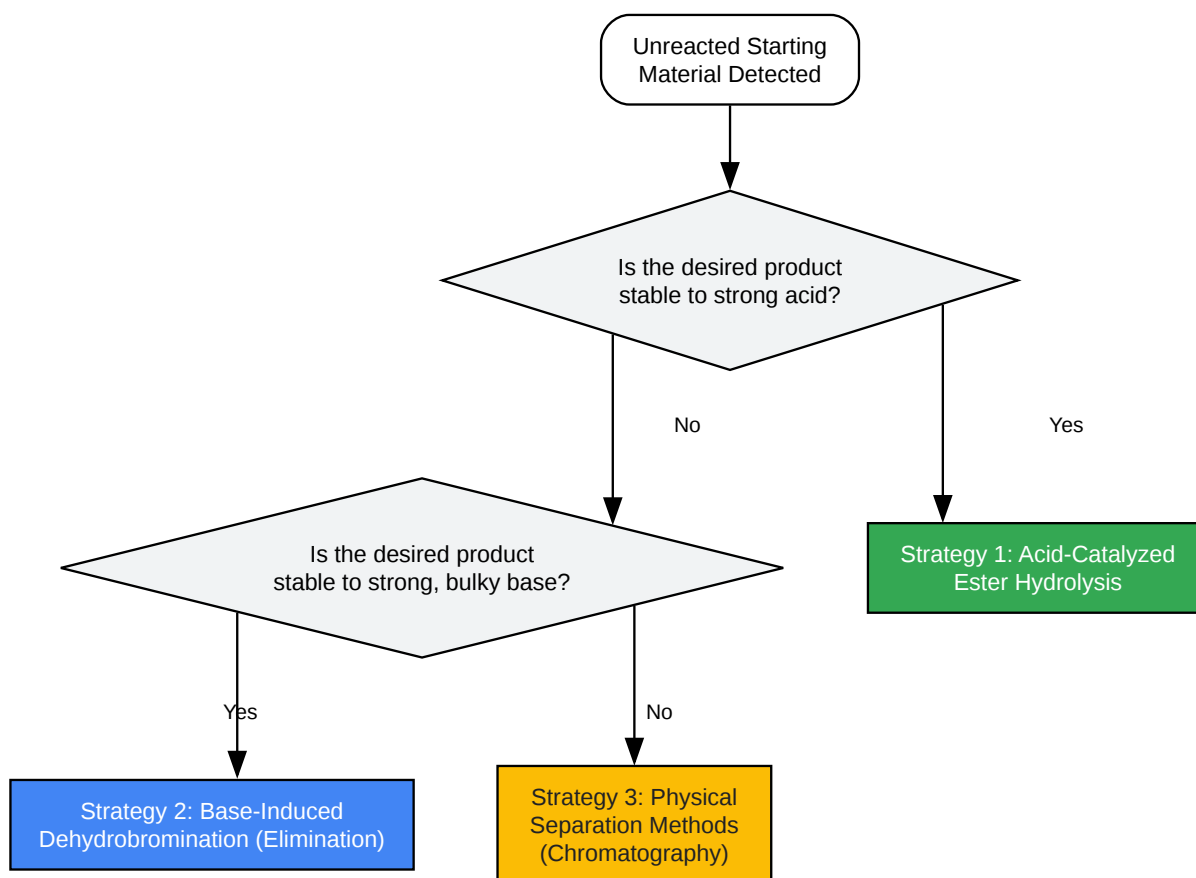 Unreacted Starting
Material Detected
Is the desired product
stable to strong acid?
No
Yes
Is the desired product
stable to strong, bulky base?
Strategy 1: Acid-Catalyzed
Ester Hydrolysis
Yes
No
Strategy 2: Base-Induced
Dehydrobromination (Elimination)
Strategy 3: Physical
Separation Methods
(Chromatography)